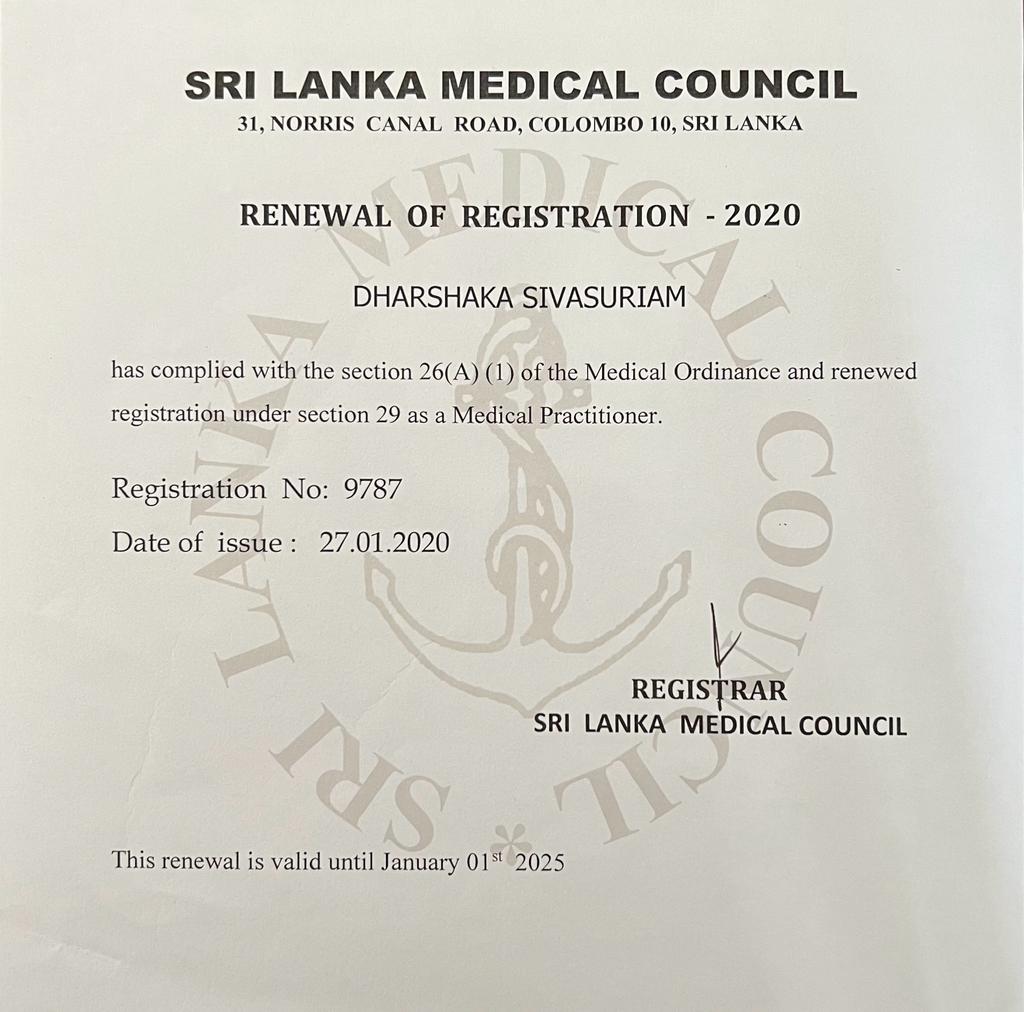 SRI LANKA MEDICAL COUNCIL
31, NORRIS CANAL ROAD, COLOMBO 10, SRI LANKA
RENEWAL OF REGISTRATION - 2020
DHARSHAKA SIVASURIAM
has complied with the section 26(A) (1) of the Medical Ordinance and renewed
registration under section 29 as a Medical Practitioner.
Registration No: 9787
Date of issue : 27.01.2020
REGISTRAR
SRI LANKA MEDICAL COUNCIL
This renewal is valid until January 01st 2025
SRI LANKA MEDICAL COUNCIL *